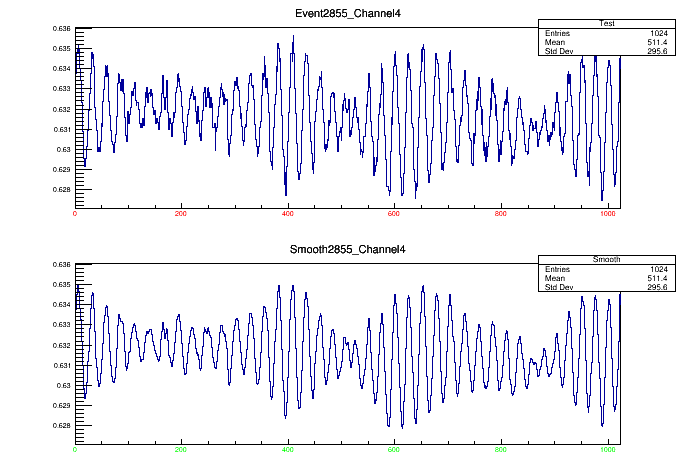 Event2855_Channel4
Test
Entries 1024
Mean 511.4
Std Dev 295.6
0.636
0.635
0.634
0.633
0.632
0.631
0.63
0.629
0.628
0 200 400 600 800 1000
Smooth2855_Channel4
Smooth
Entries 1024
Mean 511.4
Std Dev 295.6
0.636
0.635
0.634
0.633
0.632
0.631
0.63
0.629
0.628
0 200 400 600 800 1000